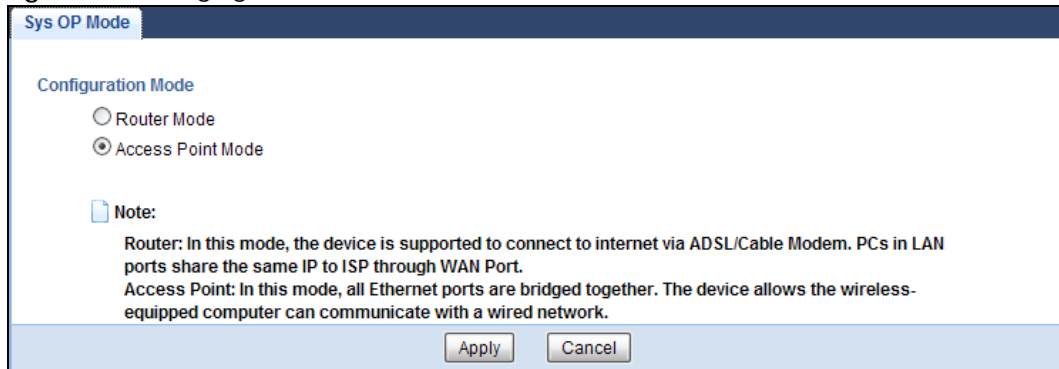 Sys OP Mode
Configuration Mode
Router Mode
Access Point Mode
Note:
Router: In this mode, the device is supported to connect to internet via ADSL/Cable Modem. PCs in LAN
ports share the same IP to ISP through WAN Port.
Access Point: In this mode, all Ethernet ports are bridged together. The device allows the wireless-
equipped computer can communicate with a wired network.
Apply Cancel